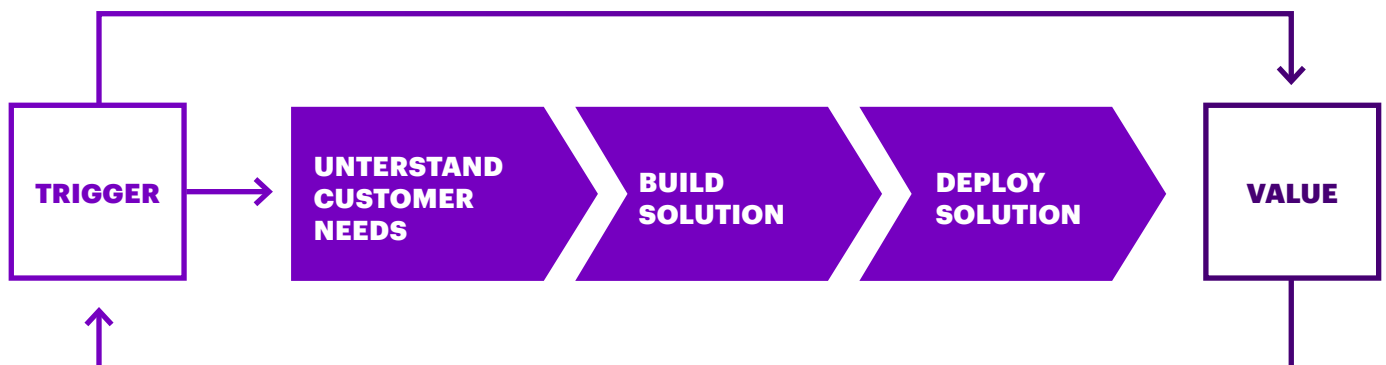 TRIGGER
UNTERSTAND
CUSTOMER
NEEDS
BUILD
SOLUTION
DEPLOY
SOLUTION
VALUE